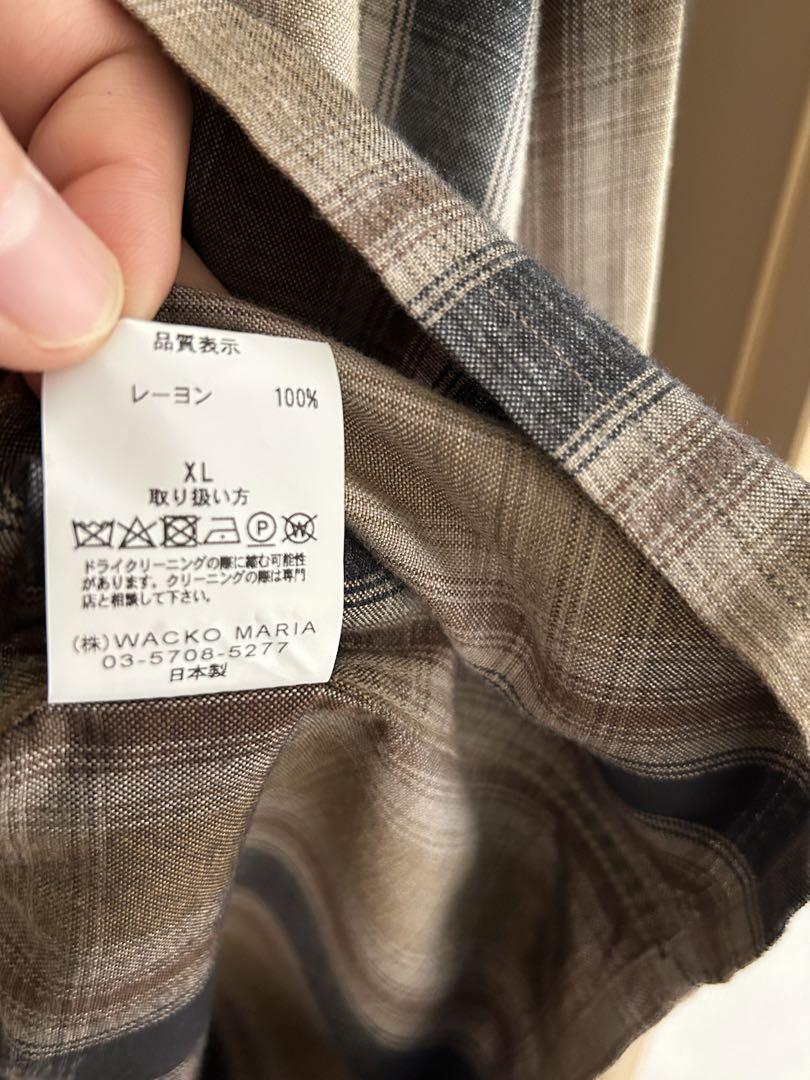 品質表示
レーヨン 100%
XL
取り扱い方
P W
ドライクリーニングの際に縮む可能性
があります。クリーニングの際は専門
店と相談して下さい。
(株)WACKO MARIA
03-5708-5277
日本製